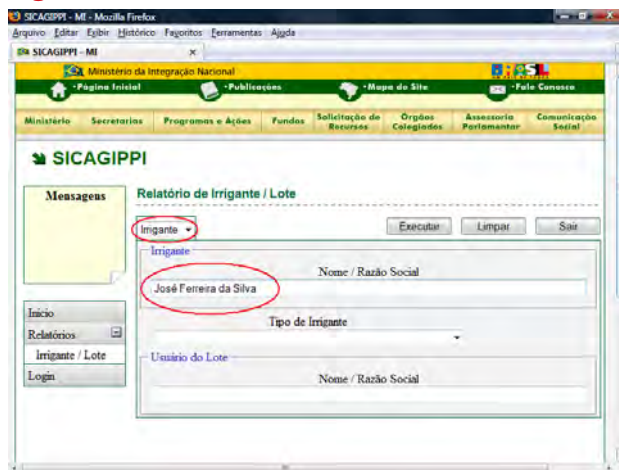 SICAGIPPI - MI - Mozilla Firefox
Arquivo Editar Exibir Histórico Favoritos Ferramentas Ajuda
SICAGIPPI - MI ×
Ministério da Integração Nacional
·Página Inicial ·Publicações ·Mapa do Site ·Fale Conosco
Ministério Secretarias Programas e Ações Fundos Solicitação de Recursos Órgãos Colegiados Assessoria Parlamentar Comunicação Social
SICAGIPPI
Mensagens
Relatório de Irrigante / Lote
Irrigante Executar Limpar Sair
Irrigante
Nome / Razão Social
José Ferreira da Silva
Tipo de Irrigante
Usuário do Lote
Nome / Razão Social
Início
Relatórios
Irrigante / Lote
Login